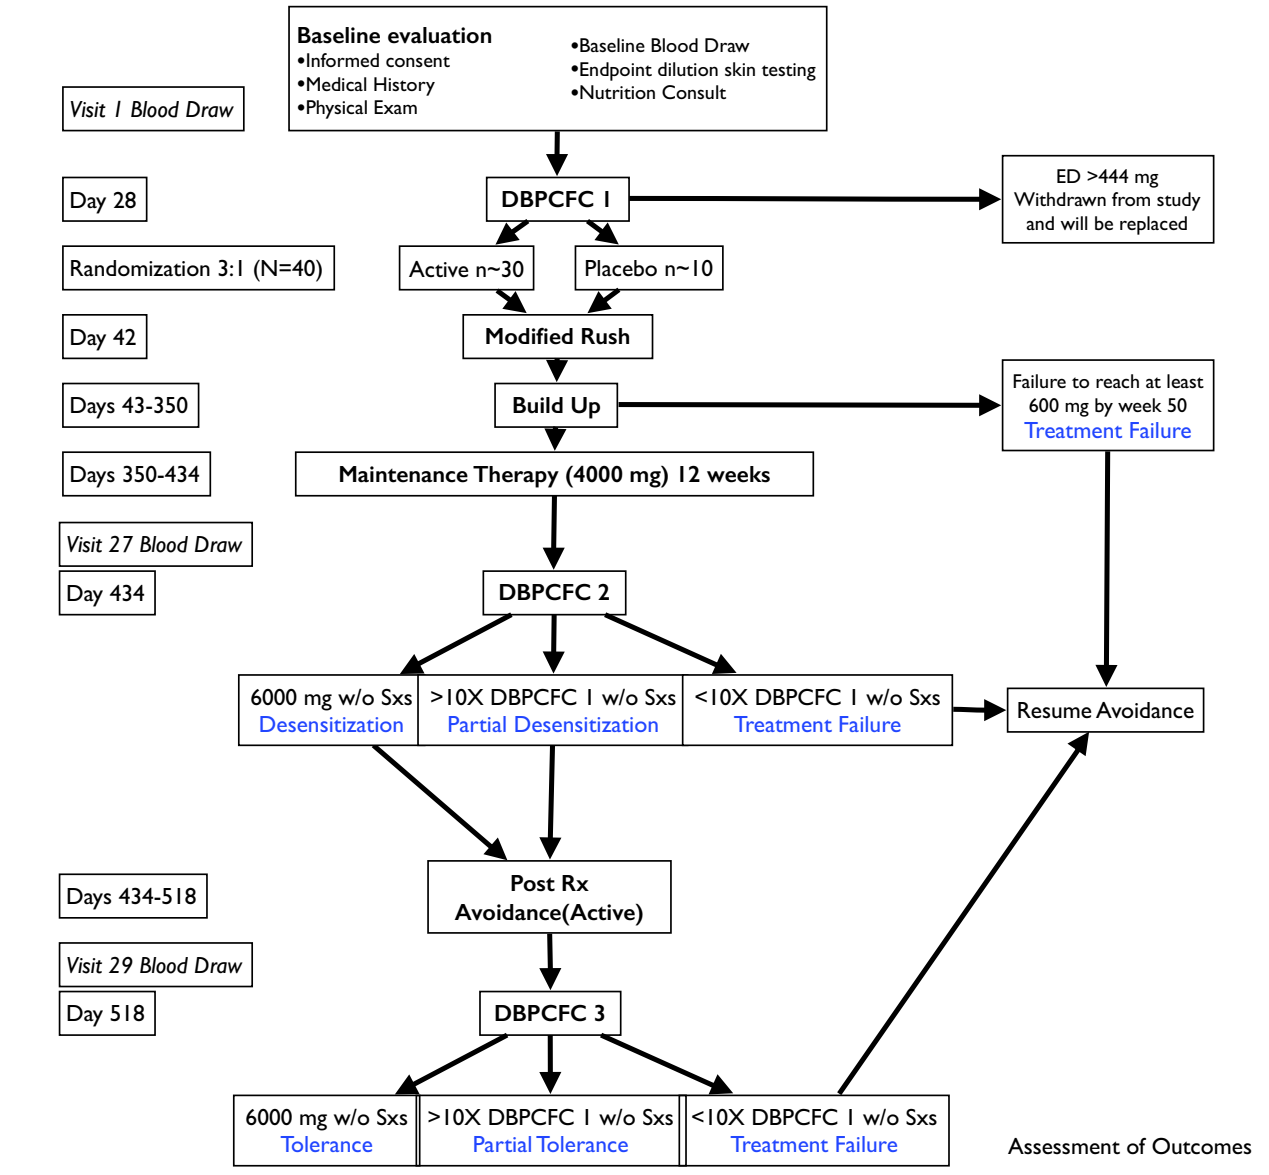 Baseline evaluation
•Informed consent
•Medical History
•Physical Exam
•Baseline Blood Draw
•Endpoint dilution skin testing
•Nutrition Consult
Visit 1 Blood Draw
Day 28
DBPCFC 1
ED >444 mg
Withdrawn from study
and will be replaced
Randomization 3:1 (N=40)
Active n~30
Placebo n~10
Day 42
Modified Rush
Days 43-350
Build Up
Failure to reach at least
600 mg by week 50
Treatment Failure
Days 350-434
Maintenance Therapy (4000 mg) 12 weeks
Visit 27 Blood Draw
Day 434
DBPCFC 2
6000 mg w/o Sxs
Desensitization
>10X DBPCFC 1 w/o Sxs
Partial Desensitization
<10X DBPCFC 1 w/o Sxs
Treatment Failure
Resume Avoidance
Days 434-518
Post Rx
Avoidance(Active)
Visit 29 Blood Draw
Day 518
DBPCFC 3
6000 mg w/o Sxs
Tolerance
>10X DBPCFC 1 w/o Sxs
Partial Tolerance
<10X DBPCFC 1 w/o Sxs
Treatment Failure
Assessment of Outcomes